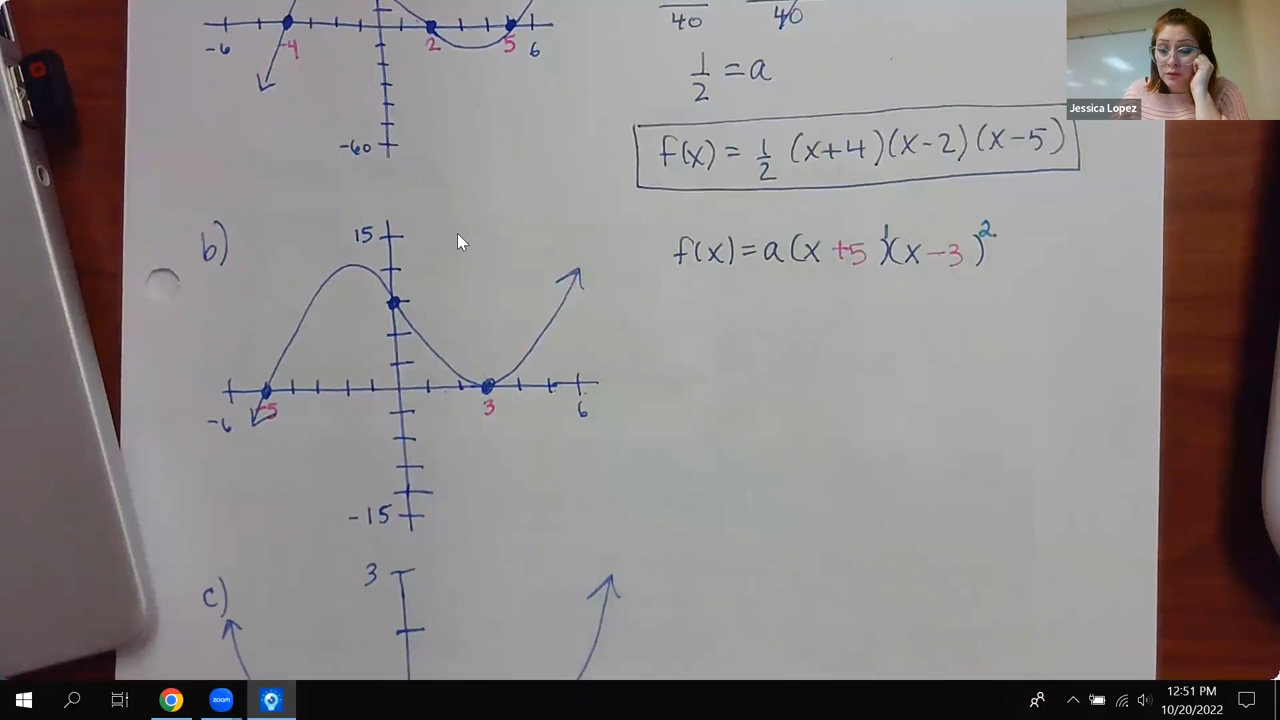 40 40
-6 -4 2 5 6
1/2 = a
Jessica Lopez
-60
f(x) = 1/2 (x+4)(x-2)(x-5)
b)
15
f(x) = a(x +5)¹(x -3)²
-6 -5 3 6
-15
c)
3
zoom
12:51 PM
10/20/2022